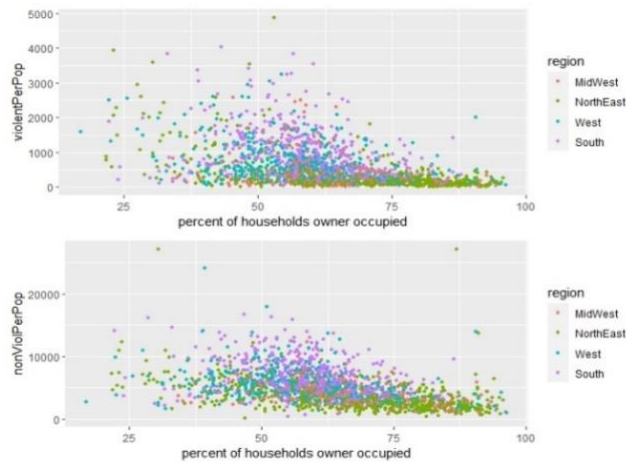 5000
4000
3000
2000
1000
0
violentPerPop
25
50
75
100
percent of households owner occupied
region
MidWest
NorthEast
West
South
20000
10000
0
nonViolPerPop
25
50
75
100
percent of households owner occupied
region
MidWest
NorthEast
West
South